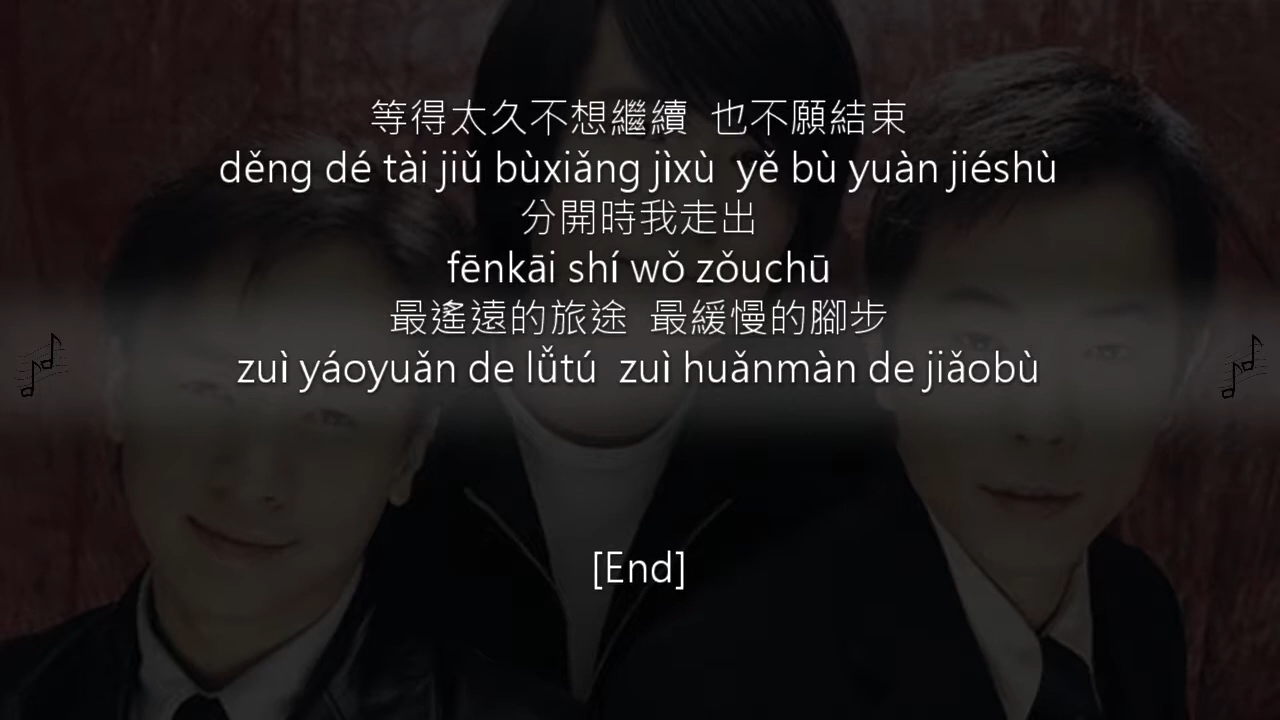 等得太久不想繼續  也不願結束
děng dé tài jiǔ bùxiǎng jìxù  yě bù yuàn jiéshù
分開時我走出
fēnkāi shí wǒ zǒuchū
最遙遠的旅途  最緩慢的腳步
zuì yáoyuǎn de lǚtú  zuì huǎnmàn de jiǎobù
[End]